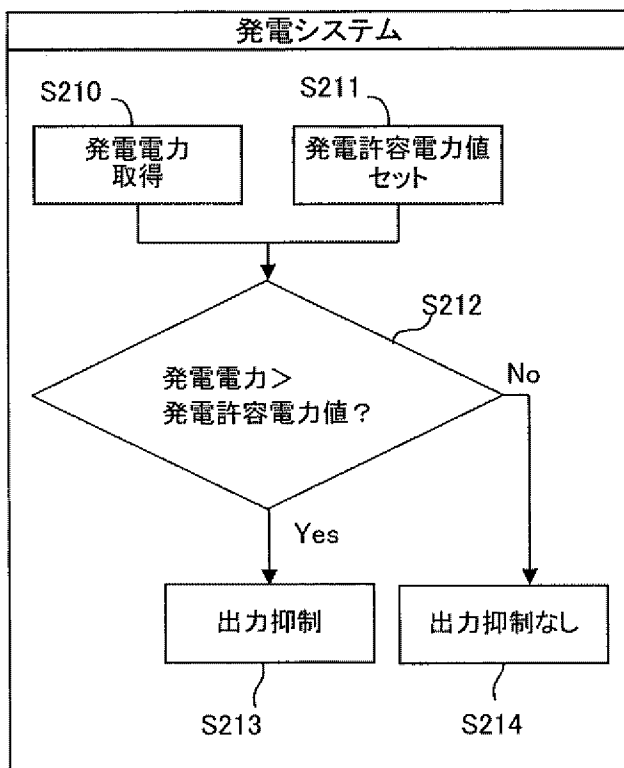 発電システム
S210
S211
発電電力
取得
発電許容電力値
セット
S212
発電電力＞
発電許容電力値？
No
Yes
出力抑制
出力抑制なし
S213
S214